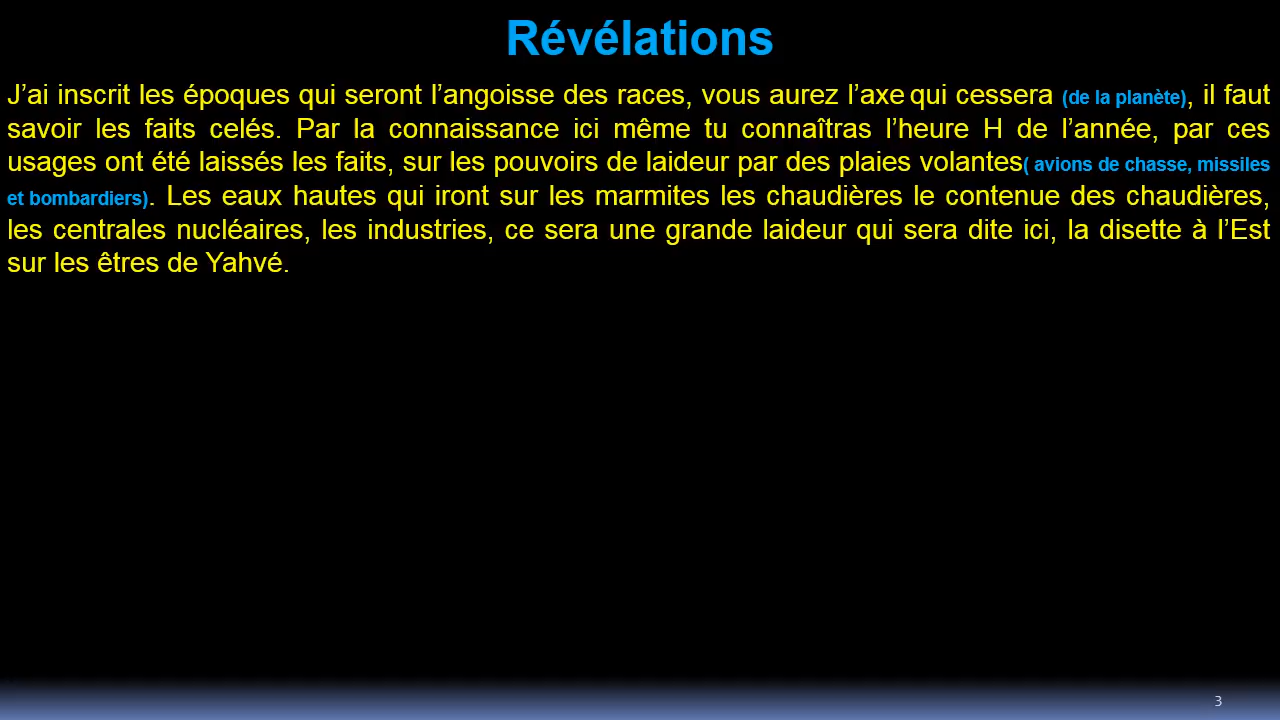 Révélations
J’ai inscrit les époques qui seront l’angoisse des races, vous aurez l’axe qui cessera (de la planète), il faut
savoir les faits celés. Par la connaissance ici même tu connaîtras l’heure H de l’année, par ces
usages ont été laissés les faits, sur les pouvoirs de laideur par des plaies volantes( avions de chasse, missiles
et bombardiers). Les eaux hautes qui iront sur les marmites les chaudières le contenue des chaudières,
les centrales nucléaires, les industries, ce sera une grande laideur qui sera dite ici, la disette à l’Est
sur les êtres de Yahvé.
3